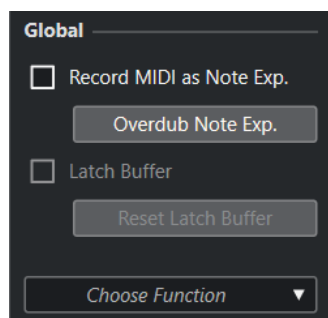 Global
Record MIDI as Note Exp.
Overdub Note Exp.
Latch Buffer
Reset Latch Buffer
Choose Function